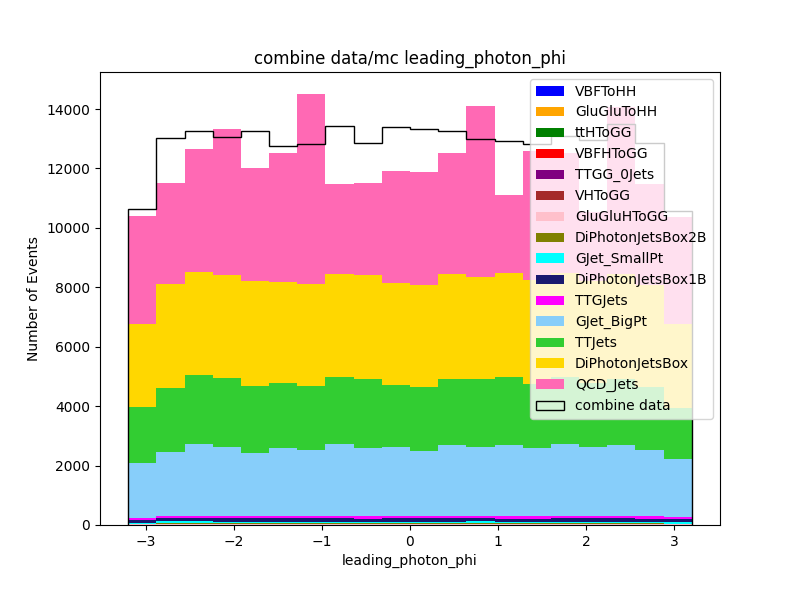 combine data/mc leading_photon_phi
Number of Events
14000
12000
10000
8000
6000
4000
2000
0
−3
−2
−1
0
1
2
3
leading_photon_phi
VBFToHH
GluGluToHH
ttHToGG
VBFHToGG
TTGG_0Jets
VHToGG
GluGluHToGG
DiPhotonJetsBox2B
GJet_SmallPt
DiPhotonJetsBox1B
TTGJets
GJet_BigPt
TTJets
DiPhotonJetsBox
QCD_Jets
combine data